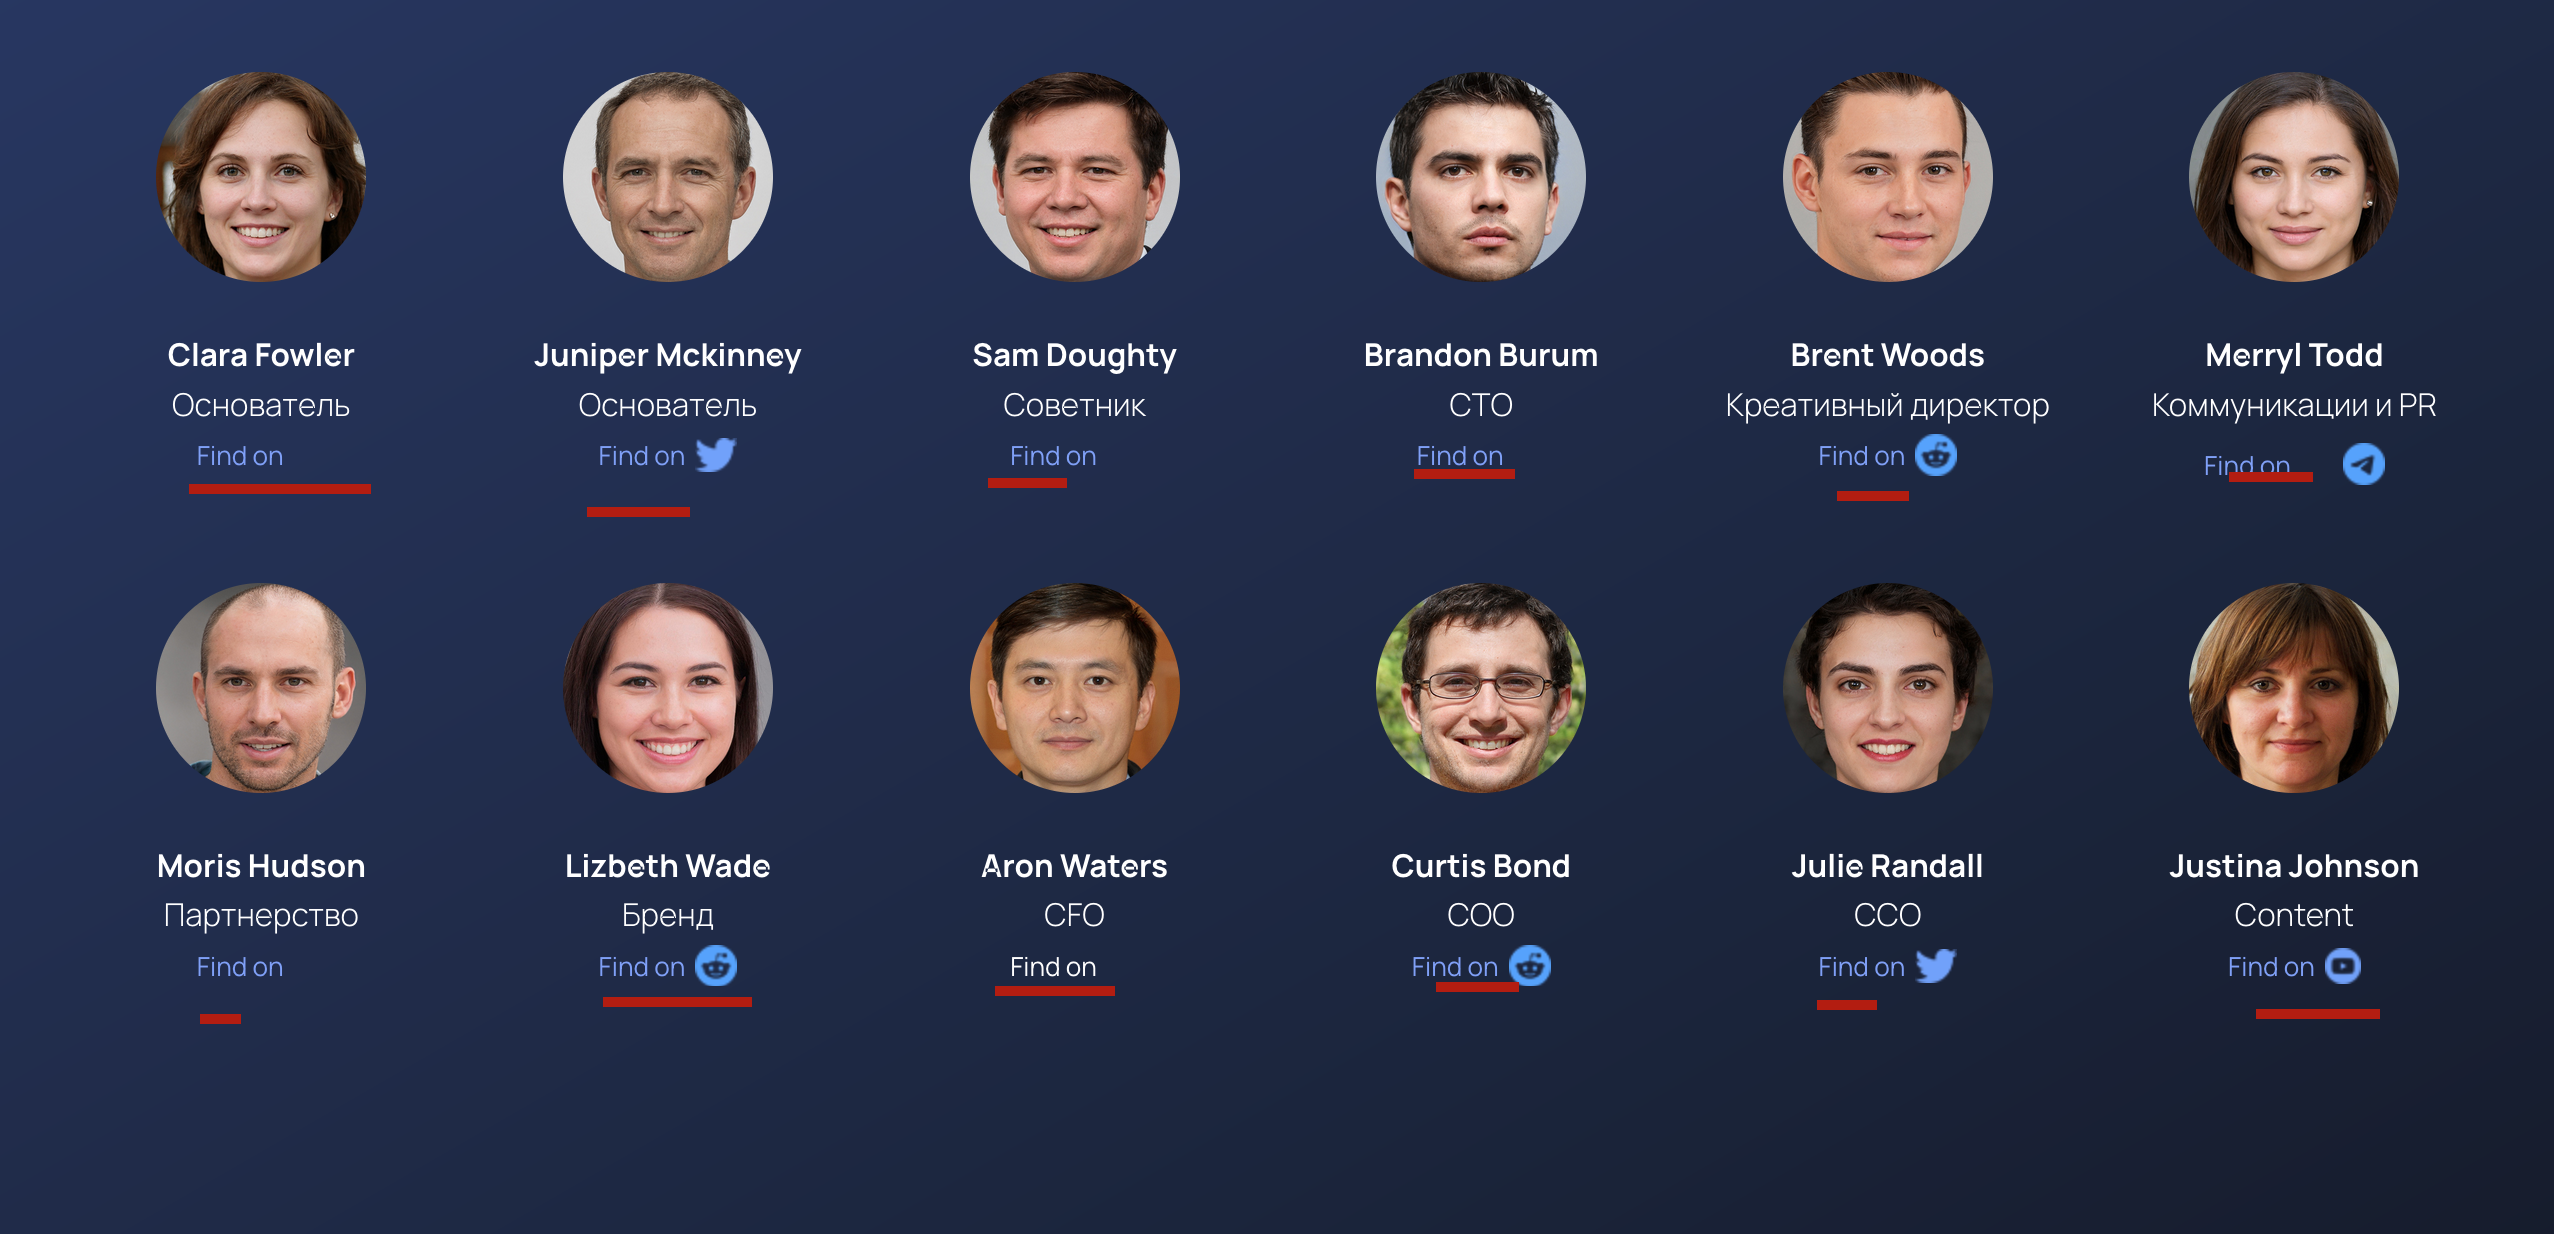 Clara Fowler
Основатель
Find on
Juniper Mckinney
Основатель
Find on
Sam Doughty
Советник
Find on
Brandon Burum
CTO
Find on
Brent Woods
Креативный директор
Find on
Merryl Todd
Коммуникации и PR
Find on
Moris Hudson
Партнерство
Find on
Lizbeth Wade
Бренд
Find on
Aron Waters
CFO
Find on
Curtis Bond
COO
Find on
Julie Randall
CCO
Find on
Justina Johnson
Content
Find on